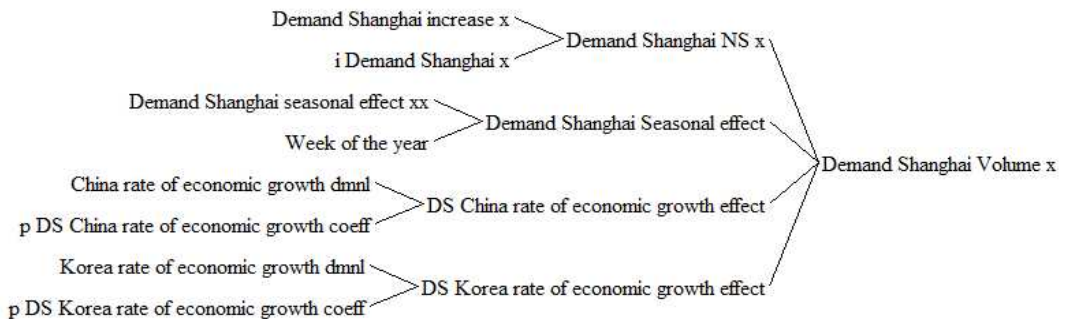 Demand Shanghai increase x
Demand Shanghai NS x
i Demand Shanghai x
Demand Shanghai seasonal effect xx
Demand Shanghai Seasonal effect
Week of the year
Demand Shanghai Volume x
China rate of economic growth dmnl
DS China rate of economic growth effect
p DS China rate of economic growth coeff
Korea rate of economic growth dmnl
DS Korea rate of economic growth effect
p DS Korea rate of economic growth coeff